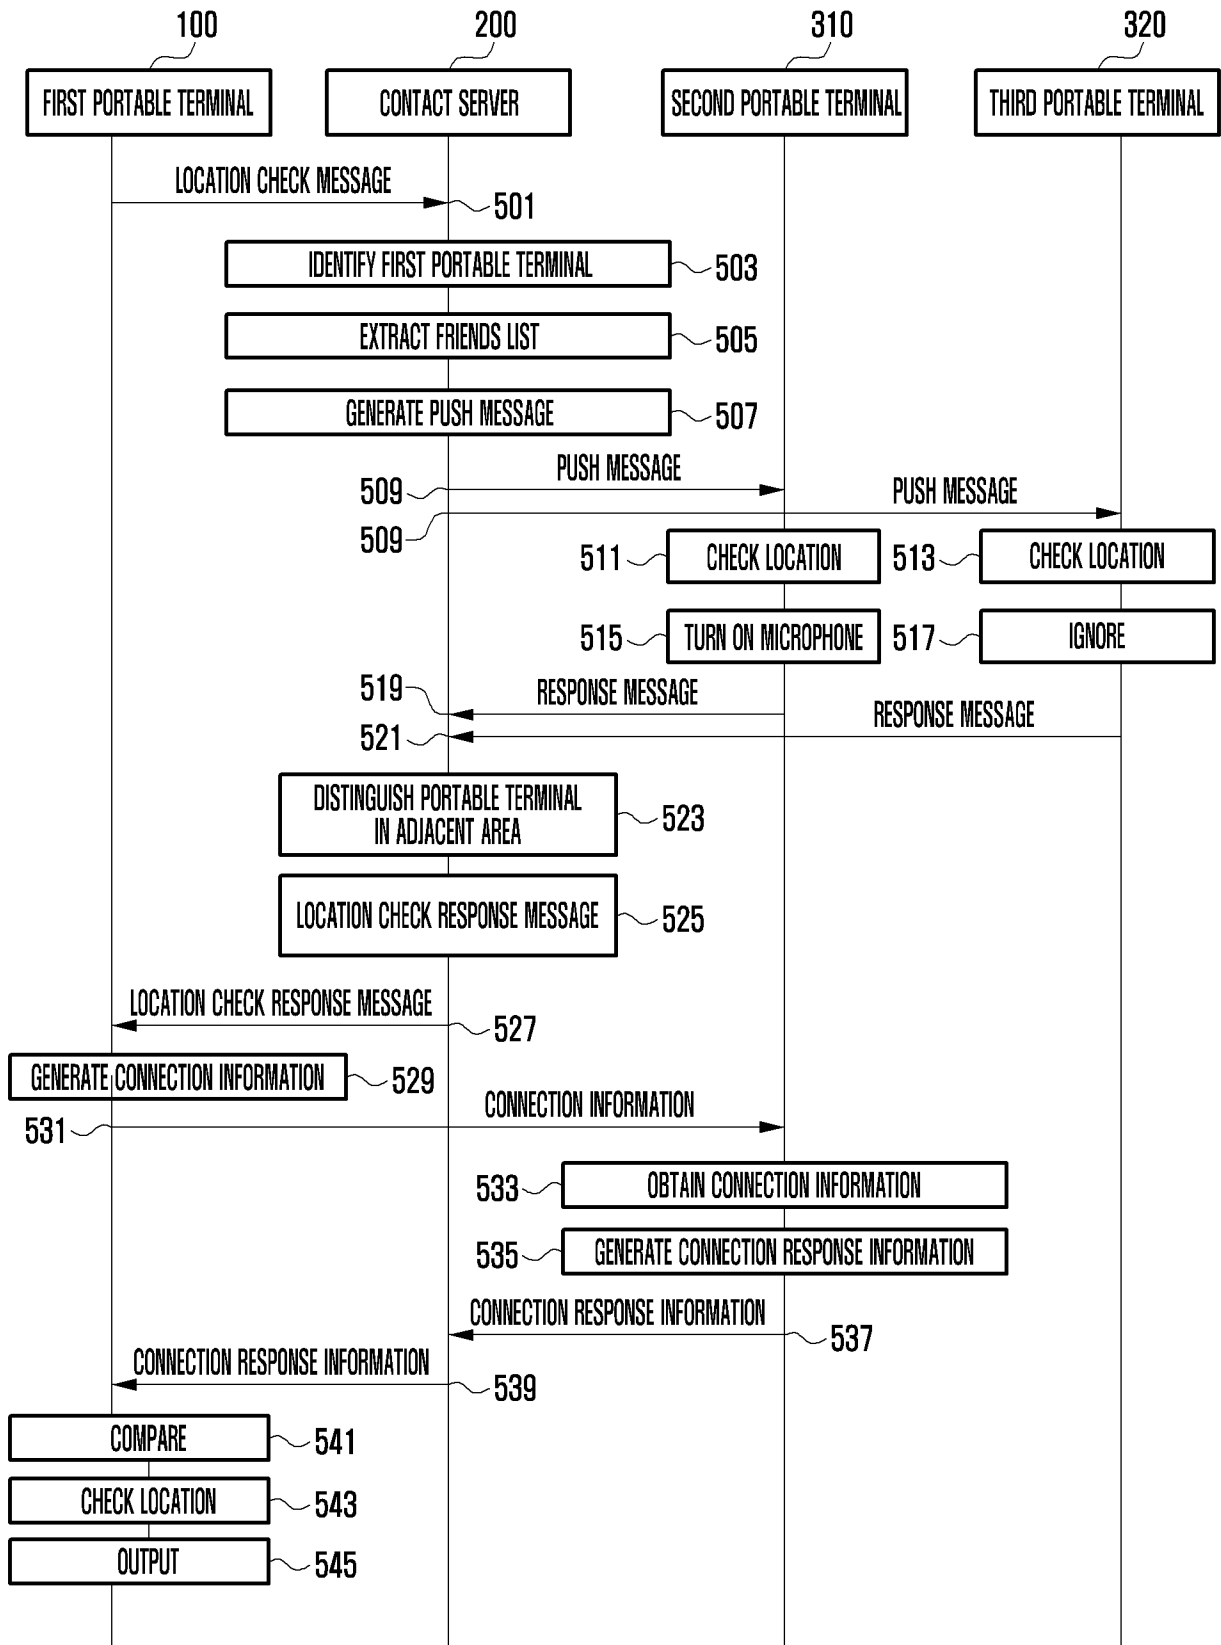 100
200
310
320
FIRST PORTABLE TERMINAL
CONTACT SERVER
SECOND PORTABLE TERMINAL
THIRD PORTABLE TERMINAL
LOCATION CHECK MESSAGE
501
IDENTIFY FIRST PORTABLE TERMINAL
503
EXTRACT FRIENDS LIST
505
GENERATE PUSH MESSAGE
507
PUSH MESSAGE
509
PUSH MESSAGE
509
511
CHECK LOCATION
513
CHECK LOCATION
515
TURN ON MICROPHONE
517
IGNORE
519
RESPONSE MESSAGE
521
RESPONSE MESSAGE
DISTINGUISH PORTABLE TERMINAL
IN ADJACENT AREA
523
LOCATION CHECK RESPONSE MESSAGE
525
LOCATION CHECK RESPONSE MESSAGE
527
GENERATE CONNECTION INFORMATION
529
CONNECTION INFORMATION
531
533
OBTAIN CONNECTION INFORMATION
535
GENERATE CONNECTION RESPONSE INFORMATION
CONNECTION RESPONSE INFORMATION
537
CONNECTION RESPONSE INFORMATION
539
COMPARE
541
CHECK LOCATION
543
OUTPUT
545